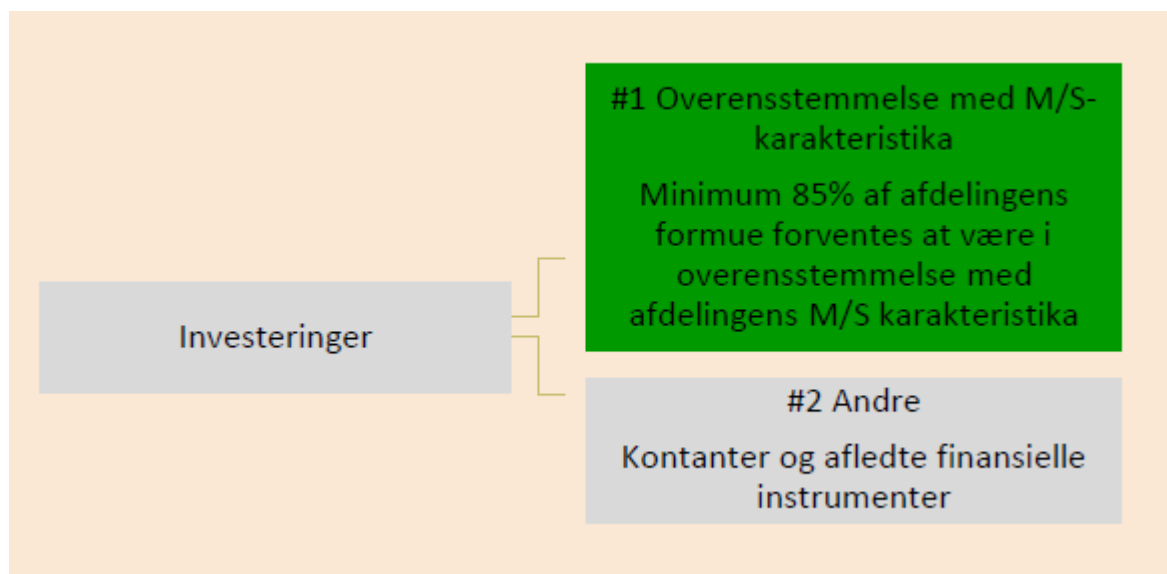 Investeringer
#1 Overensstemmelse med M/S-
karakteristika
Minimum 85% af afdelingens
formue forventes at være i
overensstemmelse med
afdelingens M/S karakteristika
#2 Andre
Kontanter og afledte finansielle
instrumenter